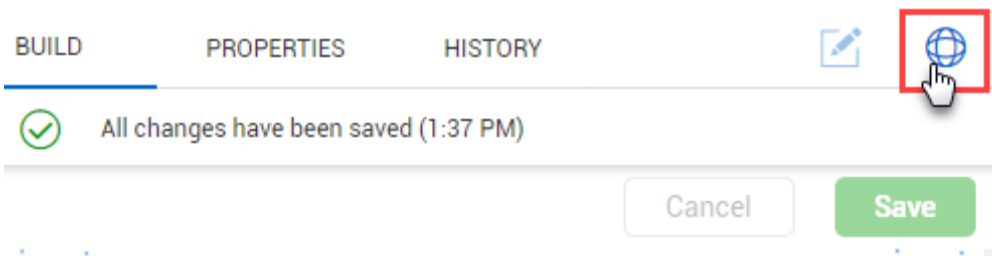 BUILD PROPERTIES HISTORY
All changes have been saved (1:37 PM)
Cancel Save